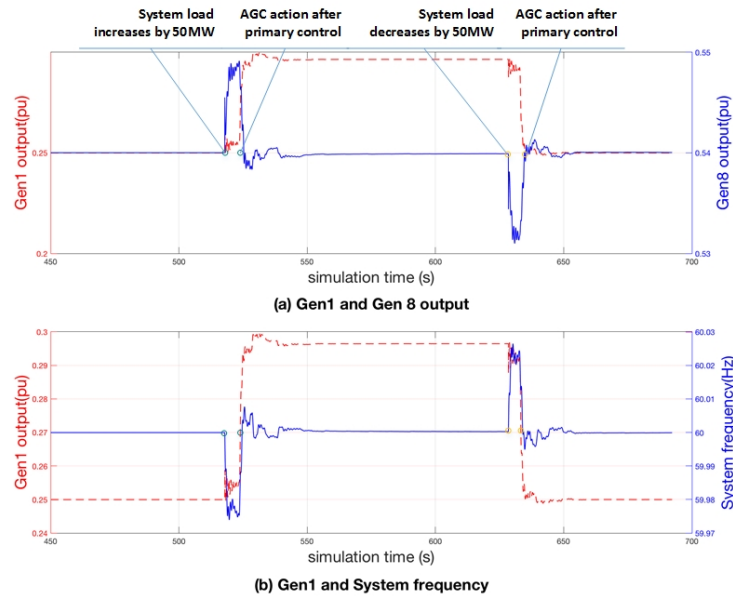 System load
increases by 50MW
AGC action after
primary control
System load
decreases by 50MW
AGC action after
primary control
Gen1 output(pu)
0.25
0.2
0.55
0.54
0.53
Gen8 output(pu)
450 500 550 600 650 700
simulation time (s)
(a) Gen1 and Gen 8 output
Gen1 output(pu)
0.3
0.29
0.28
0.27
0.26
0.25
0.24
60.03
60.02
60.01
60
59.99
59.98
59.97
System frequency(Hz)
450 500 550 600 650 700
simulation time (s)
(b) Gen1 and System frequency